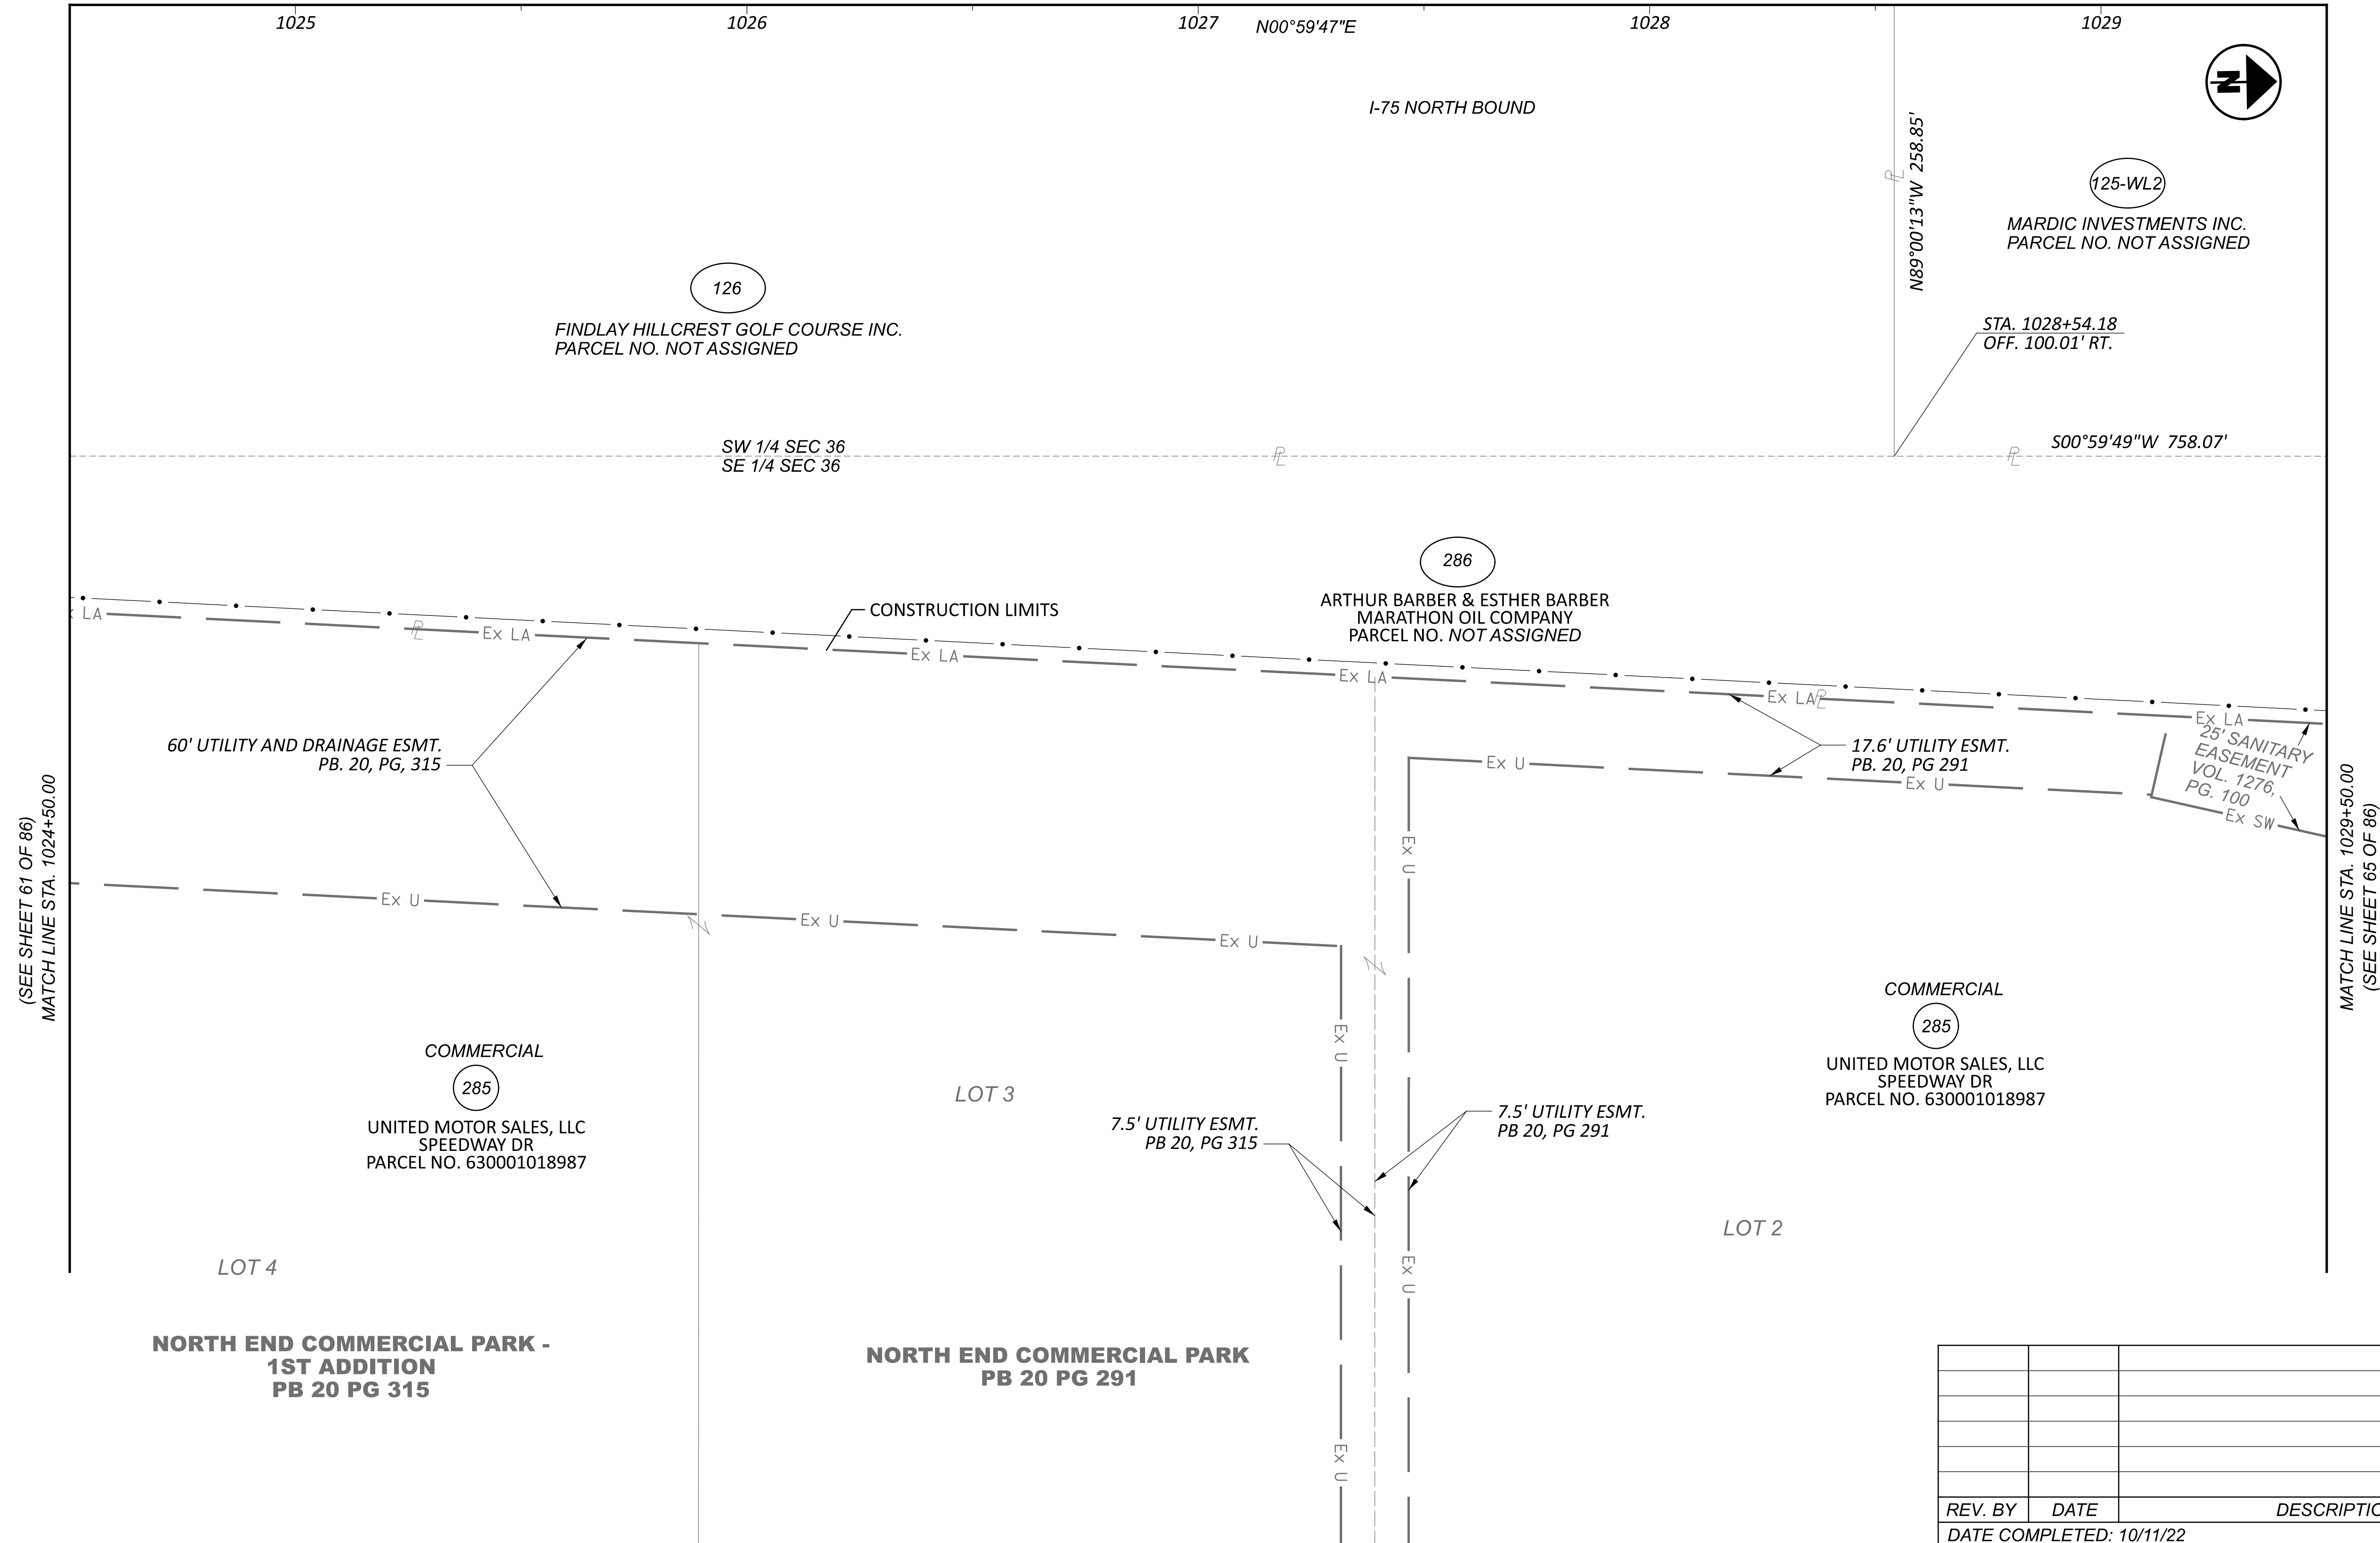 1025
1026
1027
N00°59'47"E
1028
1029
N
I-75 NORTH BOUND
N89°00'13"W 258.85'
PL
125-WL2
MARDIC INVESTMENTS INC.
PARCEL NO. NOT ASSIGNED
126
FINDLAY HILLCREST GOLF COURSE INC.
PARCEL NO. NOT ASSIGNED
STA. 1028+54.18
OFF. 100.01' RT.
SW 1/4 SEC 36
SE 1/4 SEC 36
PL
PL
S00°59'49"W 758.07'
286
ARTHUR BARBER & ESTHER BARBER
MARATHON OIL COMPANY
PARCEL NO. NOT ASSIGNED
CONSTRUCTION LIMITS
LA
PL
Ex LA
Ex LA
Ex LA
Ex LA
PL
Ex LA
60' UTILITY AND DRAINAGE ESMT.
PB. 20, PG, 315
17.6' UTILITY ESMT.
PB. 20, PG 291
25' SANITARY
EASEMENT
VOL. 1276,
PG. 100
Ex SW
Ex U
Ex U
Ex U
Ex U
Ex U
Ex U
(SEE SHEET 61 OF 86)
MATCH LINE STA. 1024+50.00
MATCH LINE STA. 1029+50.00
(SEE SHEET 65 OF 86)
COMMERCIAL
285
UNITED MOTOR SALES, LLC
SPEEDWAY DR
PARCEL NO. 630001018987
COMMERCIAL
285
UNITED MOTOR SALES, LLC
SPEEDWAY DR
PARCEL NO. 630001018987
Ex U
LOT 3
7.5' UTILITY ESMT.
PB 20, PG 315
7.5' UTILITY ESMT.
PB 20, PG 291
LOT 2
LOT 4
Ex U
Ex U
NORTH END COMMERCIAL PARK -
1ST ADDITION
PB 20 PG 315
NORTH END COMMERCIAL PARK
PB 20 PG 291
REV. BY DATE DESCRIPTIO
DATE COMPLETED: 10/11/22